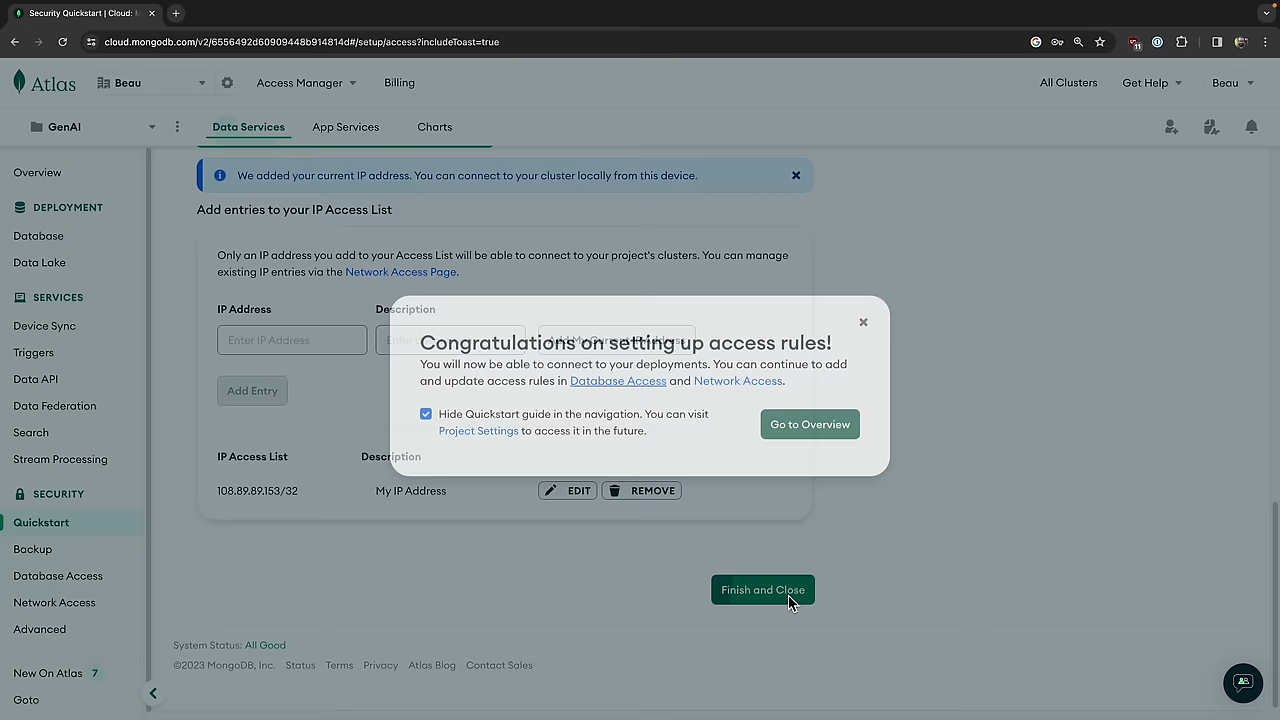 Security Quickstart | Cloud: M
cloud.mongodb.com/v2/6556492d60909448b914814d#/setup/access?includeToast=true
11
Atlas
Beau
Access Manager
Billing
All Clusters
Get Help
Beau
GenAI
Data Services
App Services
Charts
Overview
DEPLOYMENT
Database
Data Lake
SERVICES
Device Sync
Triggers
Data API
Data Federation
Search
Stream Processing
SECURITY
Quickstart
Backup
Database Access
Network Access
Advanced
New On Atlas 7
Goto
We added your current IP address. You can connect to your cluster locally from this device.
Add entries to your IP Access List
Only an IP address you add to your Access List will be able to connect to your project's clusters. You can manage
existing IP entries via the Network Access Page.
IP Address
Description
Enter IP Address
Add Entry
Congratulations on setting up access rules!
You will now be able to connect to your deployments. You can continue to add
and update access rules in Database Access and Network Access.
Hide Quickstart guide in the navigation. You can visit
Project Settings to access it in the future.
Go to Overview
IP Access List
Description
108.89.89.153/32
My IP Address
EDIT
REMOVE
Finish and Close
System Status: All Good
©2023 MongoDB, Inc.
Status
Terms
Privacy
Atlas Blog
Contact Sales